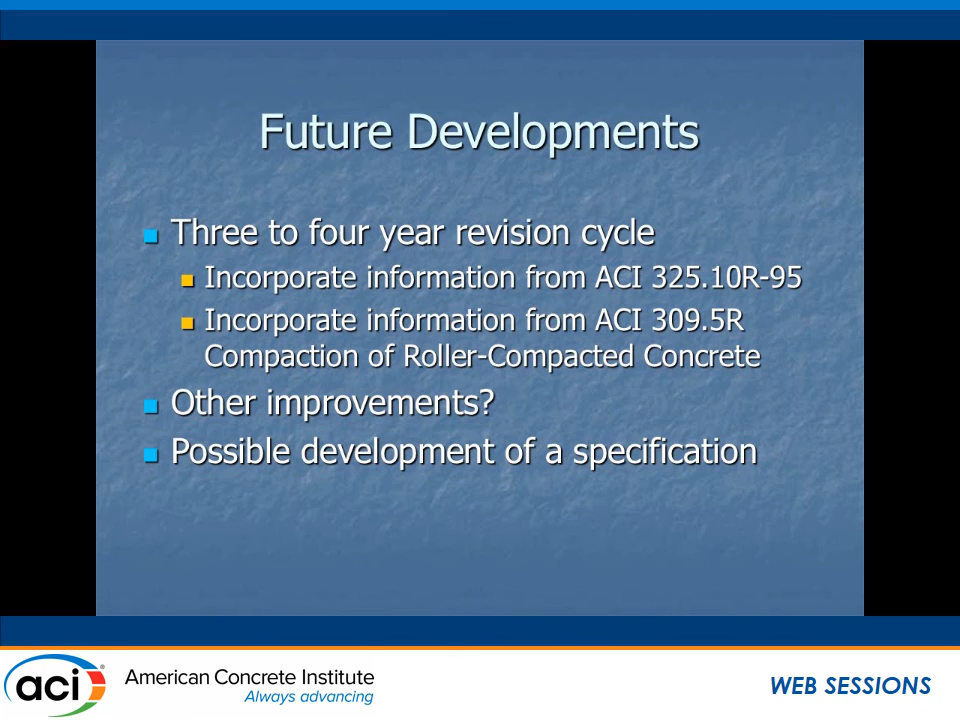 Future Developments
Three to four year revision cycle
Incorporate information from ACI 325.10R-95
Incorporate information from ACI 309.5R
Compaction of Roller-Compacted Concrete
Other improvements?
Possible development of a specification
aci®
American Concrete Institute
Always advancing
WEB SESSIONS